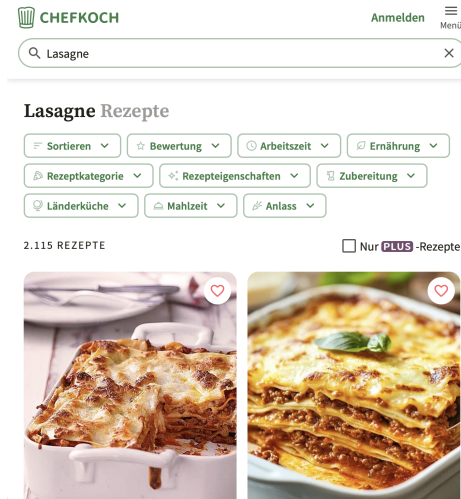 CHEFKOCH
Anmelden
Menü
Lasagne
Lasagne Rezepte
Sortieren Bewertung Arbeitszeit Ernährung
Rezeptkategorie Rezepteigenschaften Zubereitung
Länderküche Mahlzeit Anlass
2.115 REZEPTE Nur PLUS -Rezepte